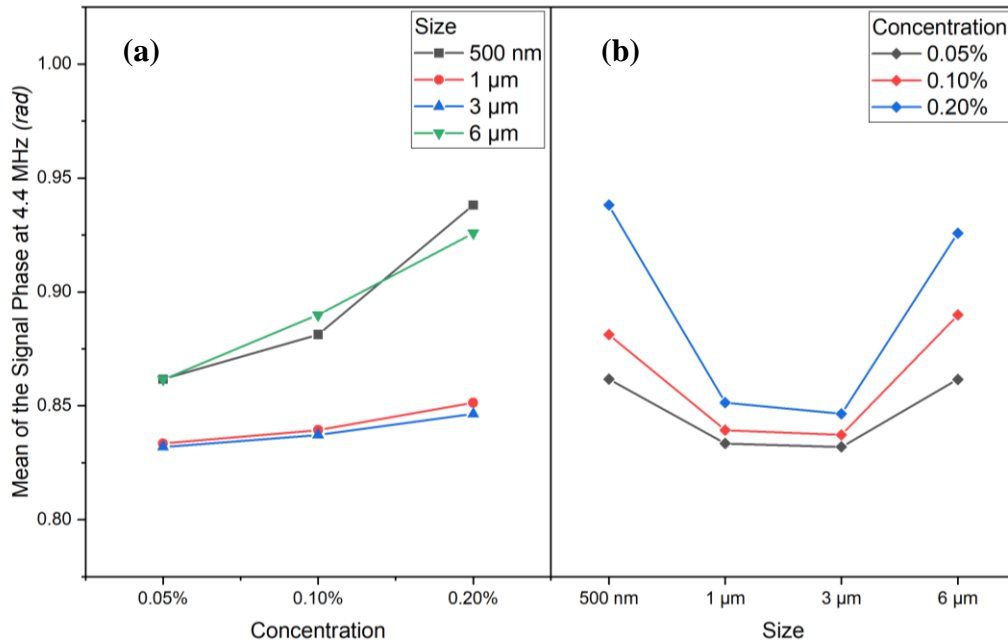 (a)
Size
500 nm
1 µm
3 µm
6 µm
(b)
Concentration
0.05%
0.10%
0.20%
Mean of the Signal Phase at 4.4 MHz (rad)
1.00
0.95
0.90
0.85
0.80
0.05% 0.10% 0.20%
Concentration
500 nm 1 µm 3 µm 6 µm
Size